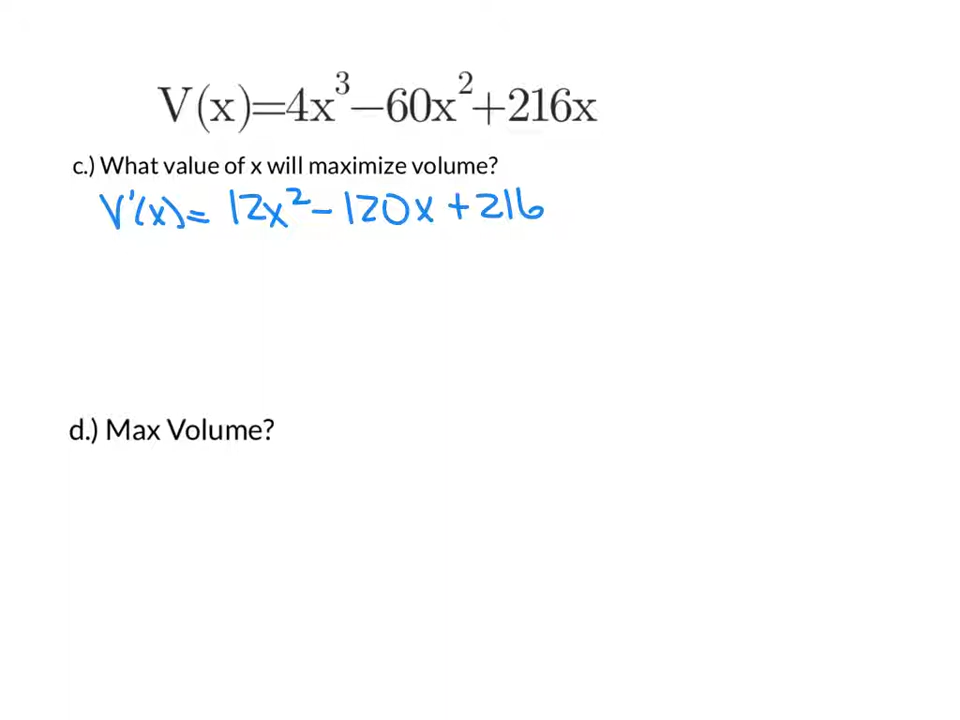 V(x)=4x³−60x²+216x
c.) What value of x will maximize volume?
V'(x)= 12x² - 120x + 216
d.) Max Volume?